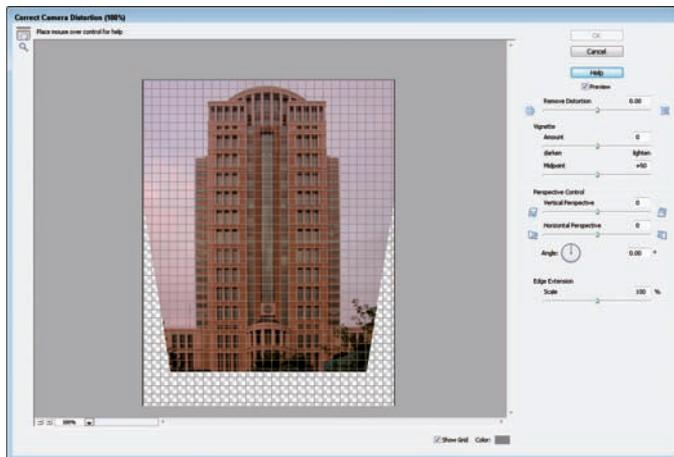 Correct Camera Distortion (100%)
Place mouse over control for help
OK
Cancel
Help
Preview
Remove Distortion 0.00
Vignette
Amount 0
darken lighten
Midpoint +50
Perspective Control
Vertical Perspective 0
Horizontal Perspective 0
Angle: 0.00 °
Edge Extension
Scale 100 %
100%
Show Grid Color: